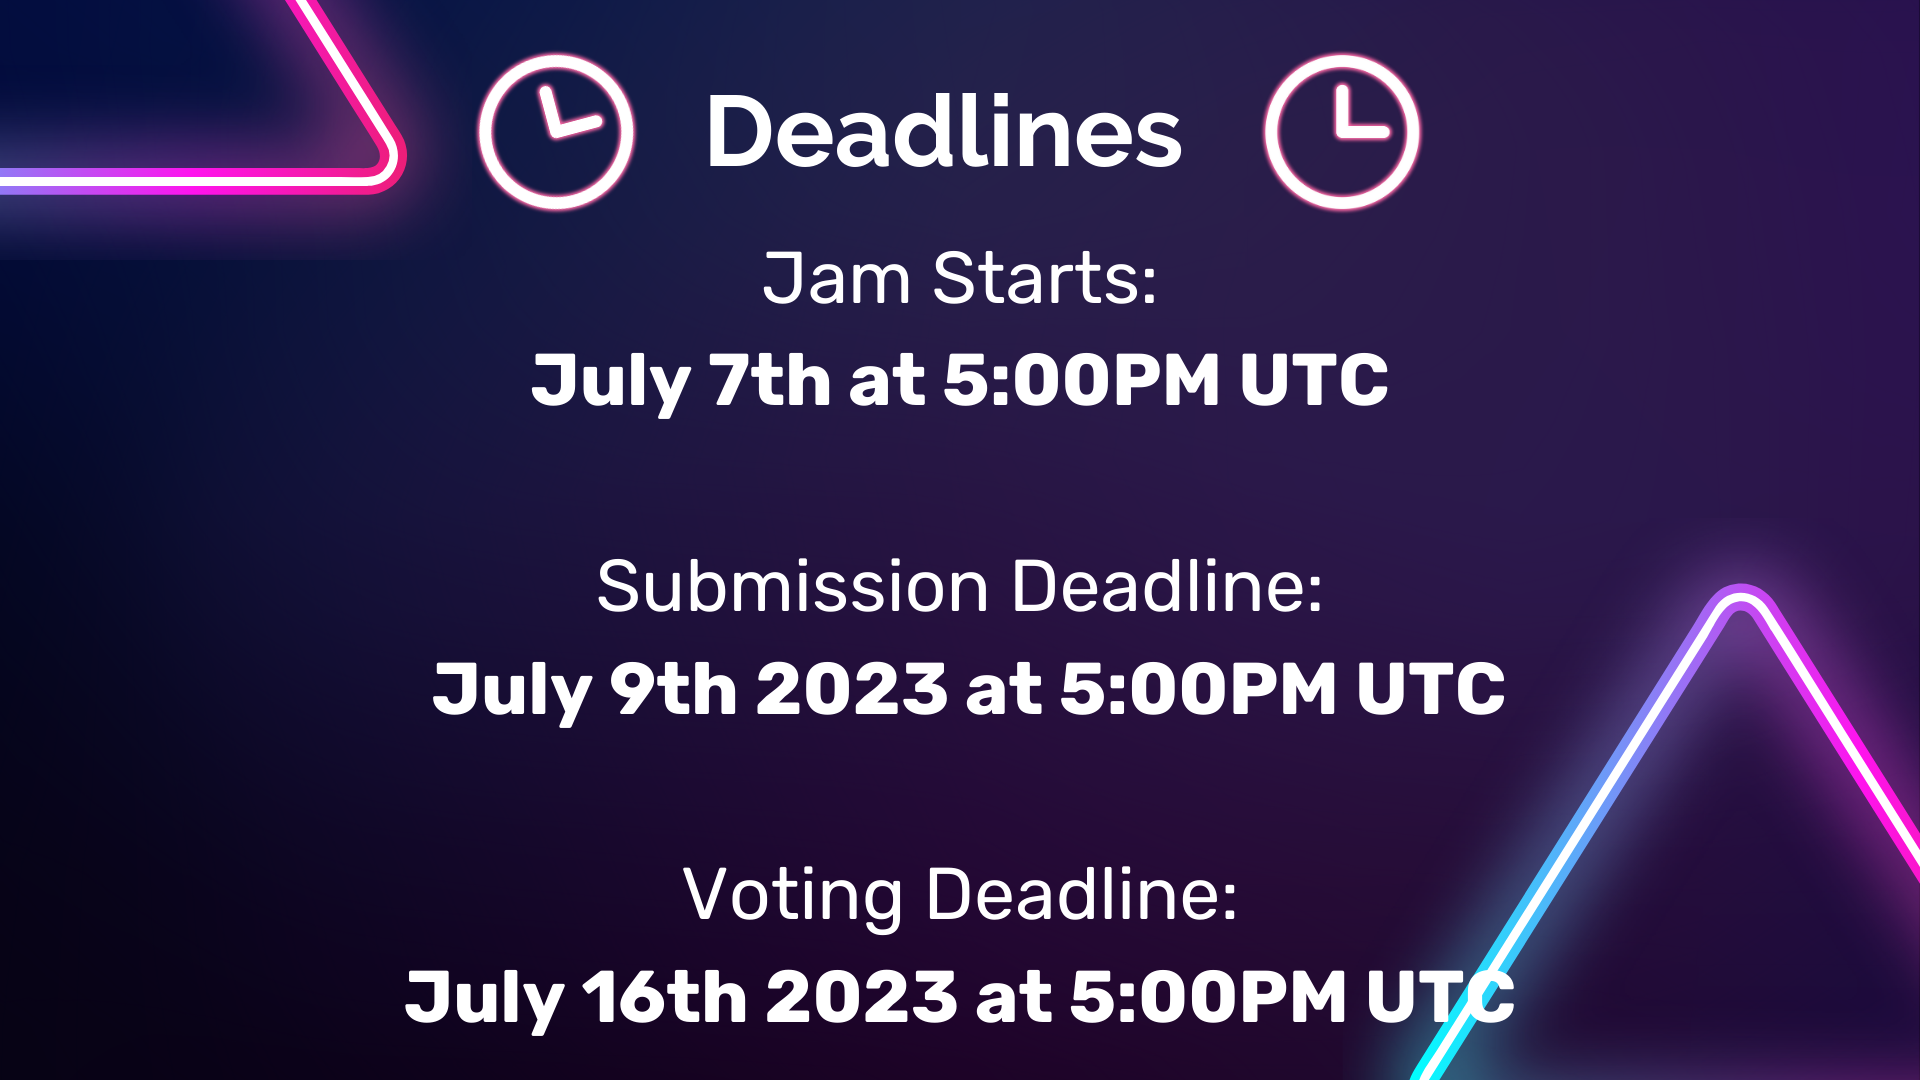 Deadlines
Jam Starts:
July 7th at 5:00PM UTC
Submission Deadline:
July 9th 2023 at 5:00PM UTC
Voting Deadline:
July 16th 2023 at 5:00PM UTC